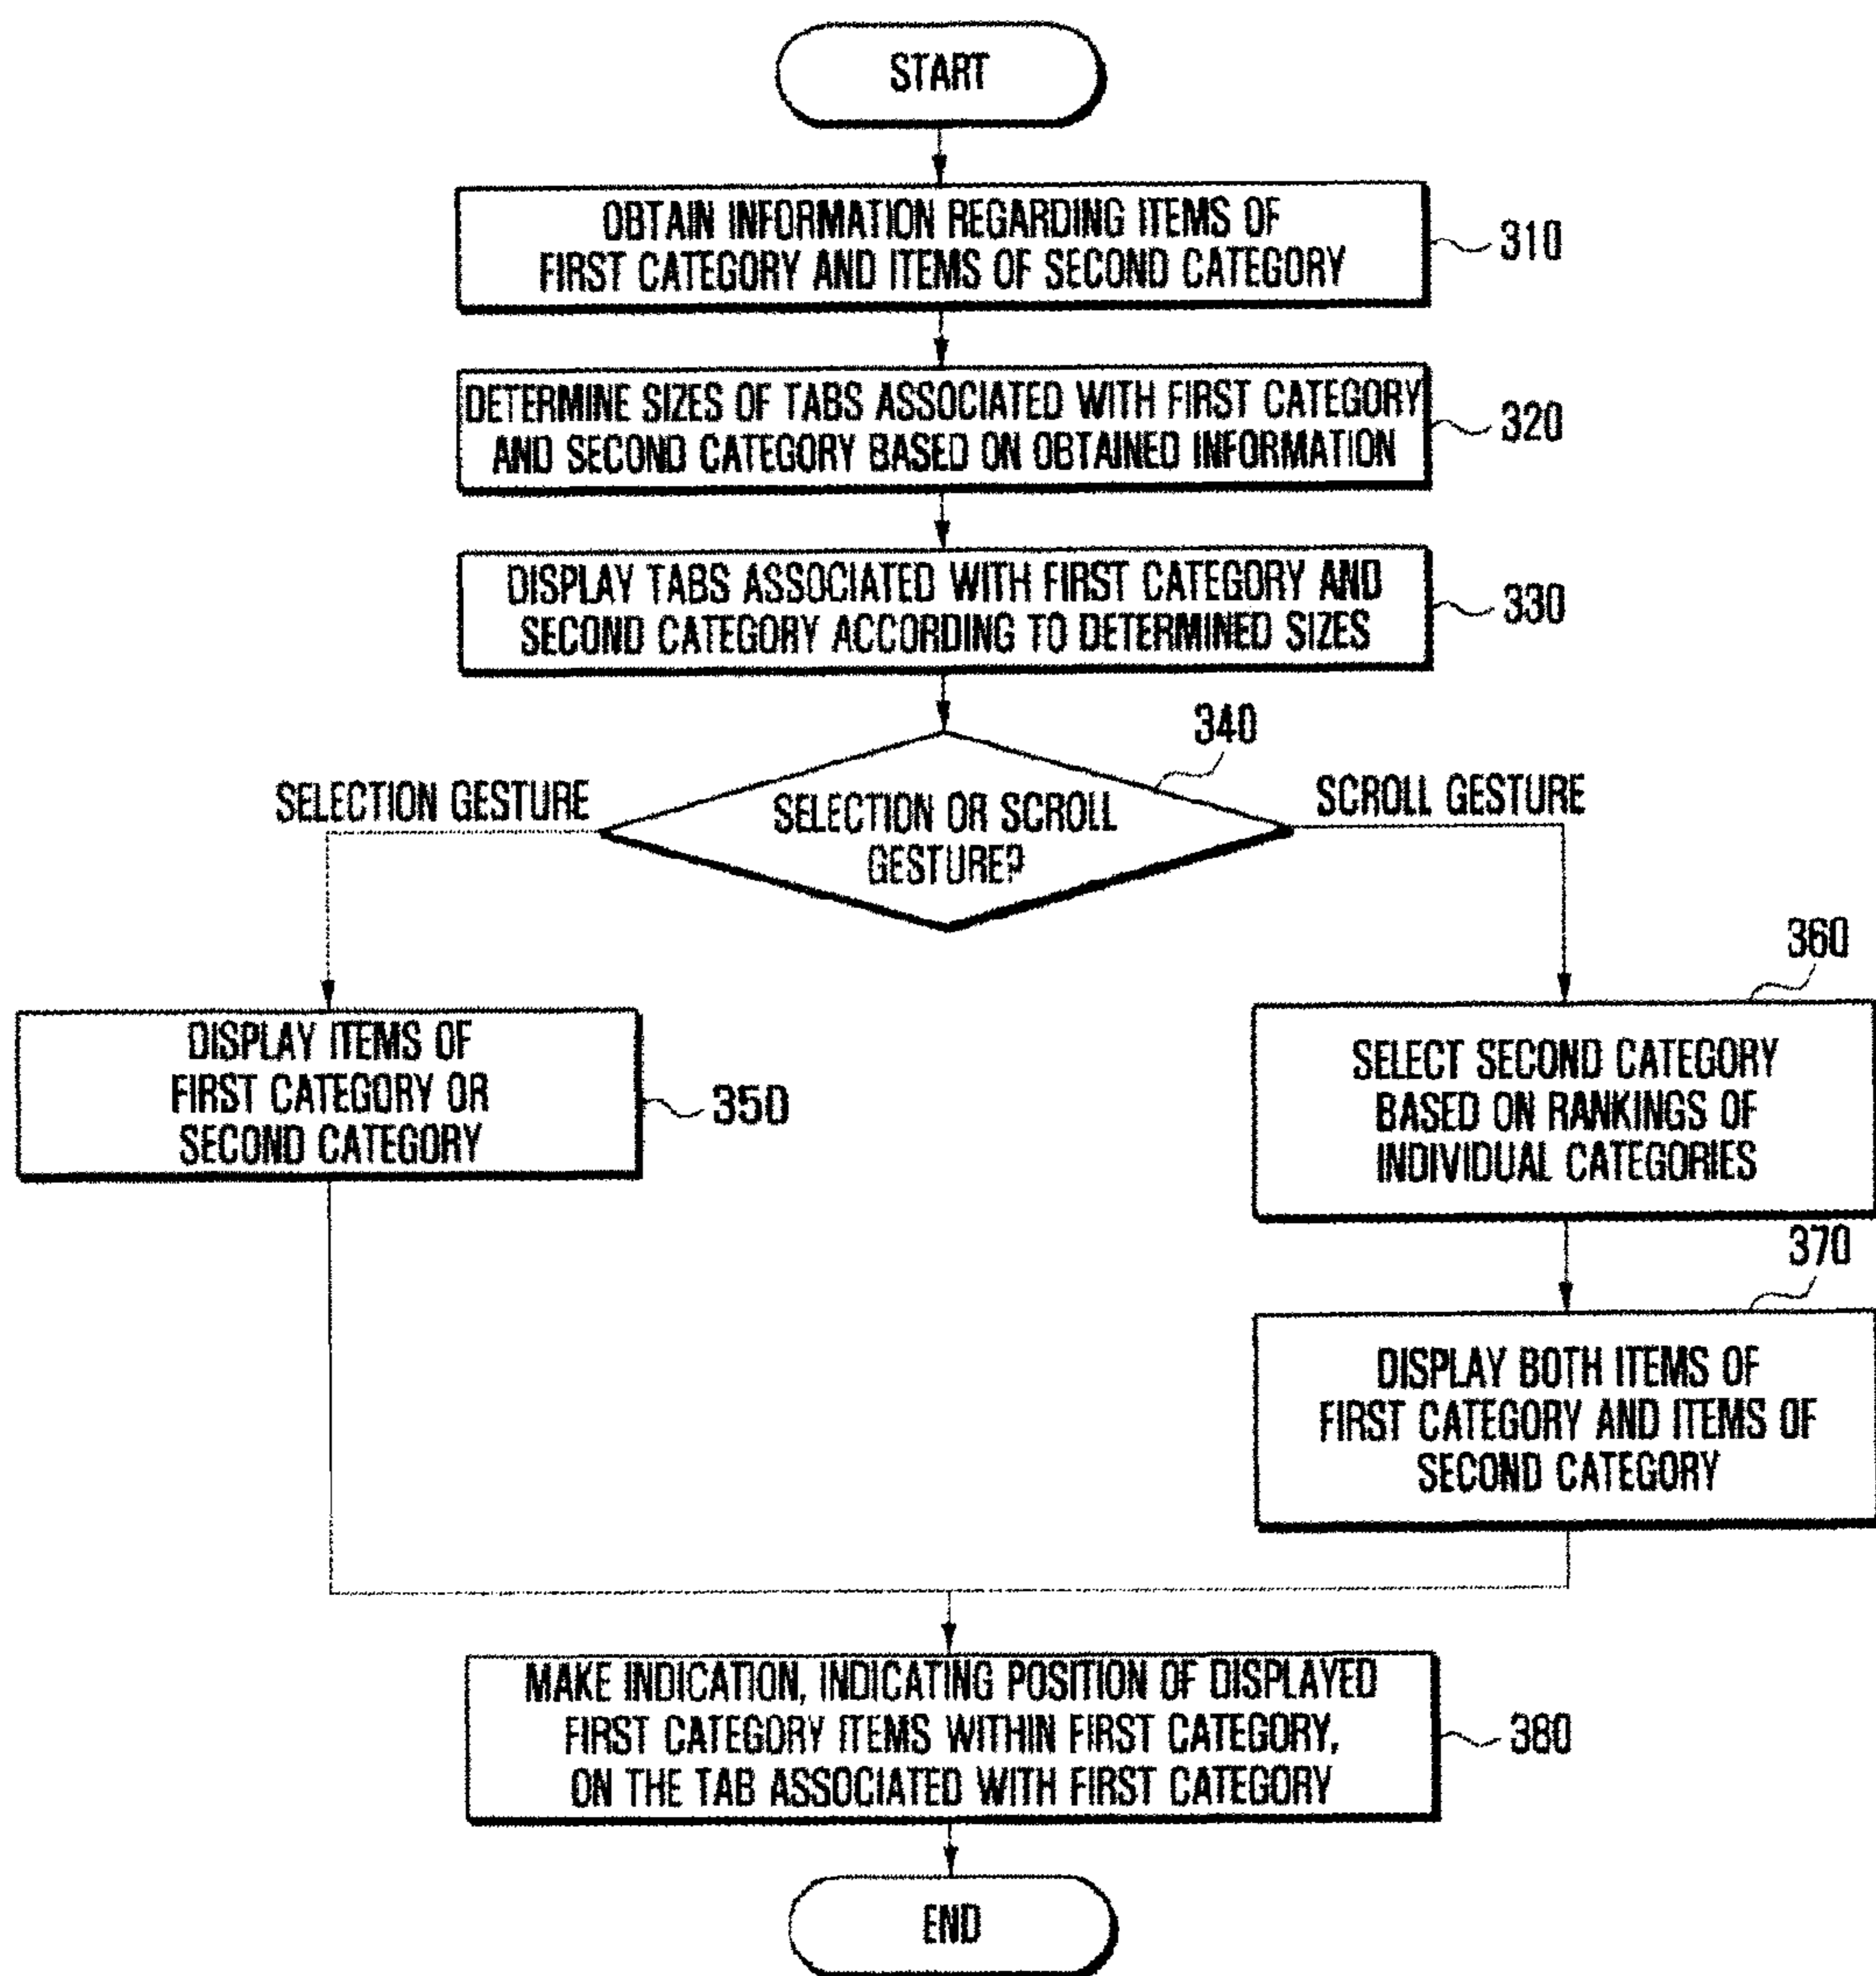 START
OBTAIN INFORMATION REGARDING ITEMS OF
FIRST CATEGORY AND ITEMS OF SECOND CATEGORY
310
DETERMINE SIZES OF TABS ASSOCIATED WITH FIRST CATEGORY
AND SECOND CATEGORY BASED ON OBTAINED INFORMATION
320
DISPLAY TABS ASSOCIATED WITH FIRST CATEGORY AND
SECOND CATEGORY ACCORDING TO DETERMINED SIZES
330
340
SELECTION GESTURE
SELECTION OR SCROLL
GESTURE?
SCROLL GESTURE
DISPLAY ITEMS OF
FIRST CATEGORY OR
SECOND CATEGORY
350
360
SELECT SECOND CATEGORY
BASED ON RANKINGS OF
INDIVIDUAL CATEGORIES
370
DISPLAY BOTH ITEMS OF
FIRST CATEGORY AND ITEMS OF
SECOND CATEGORY
MAKE INDICATION, INDICATING POSITION OF DISPLAYED
FIRST CATEGORY ITEMS WITHIN FIRST CATEGORY,
ON THE TAB ASSOCIATED WITH FIRST CATEGORY
380
END